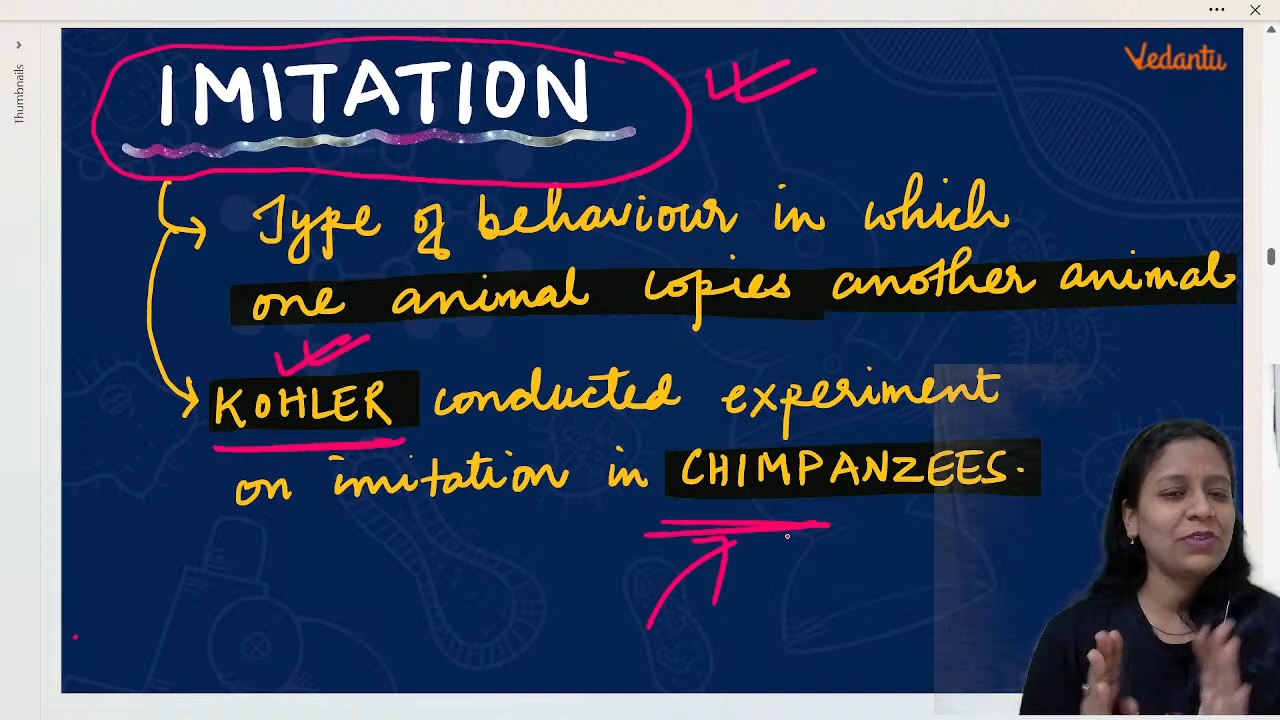 Thumbnails
Vedantu
IMITATION
Type of behaviour in which
one animal copies another animal
KOHLER conducted experiment
on imitation in CHIMPANZEES.